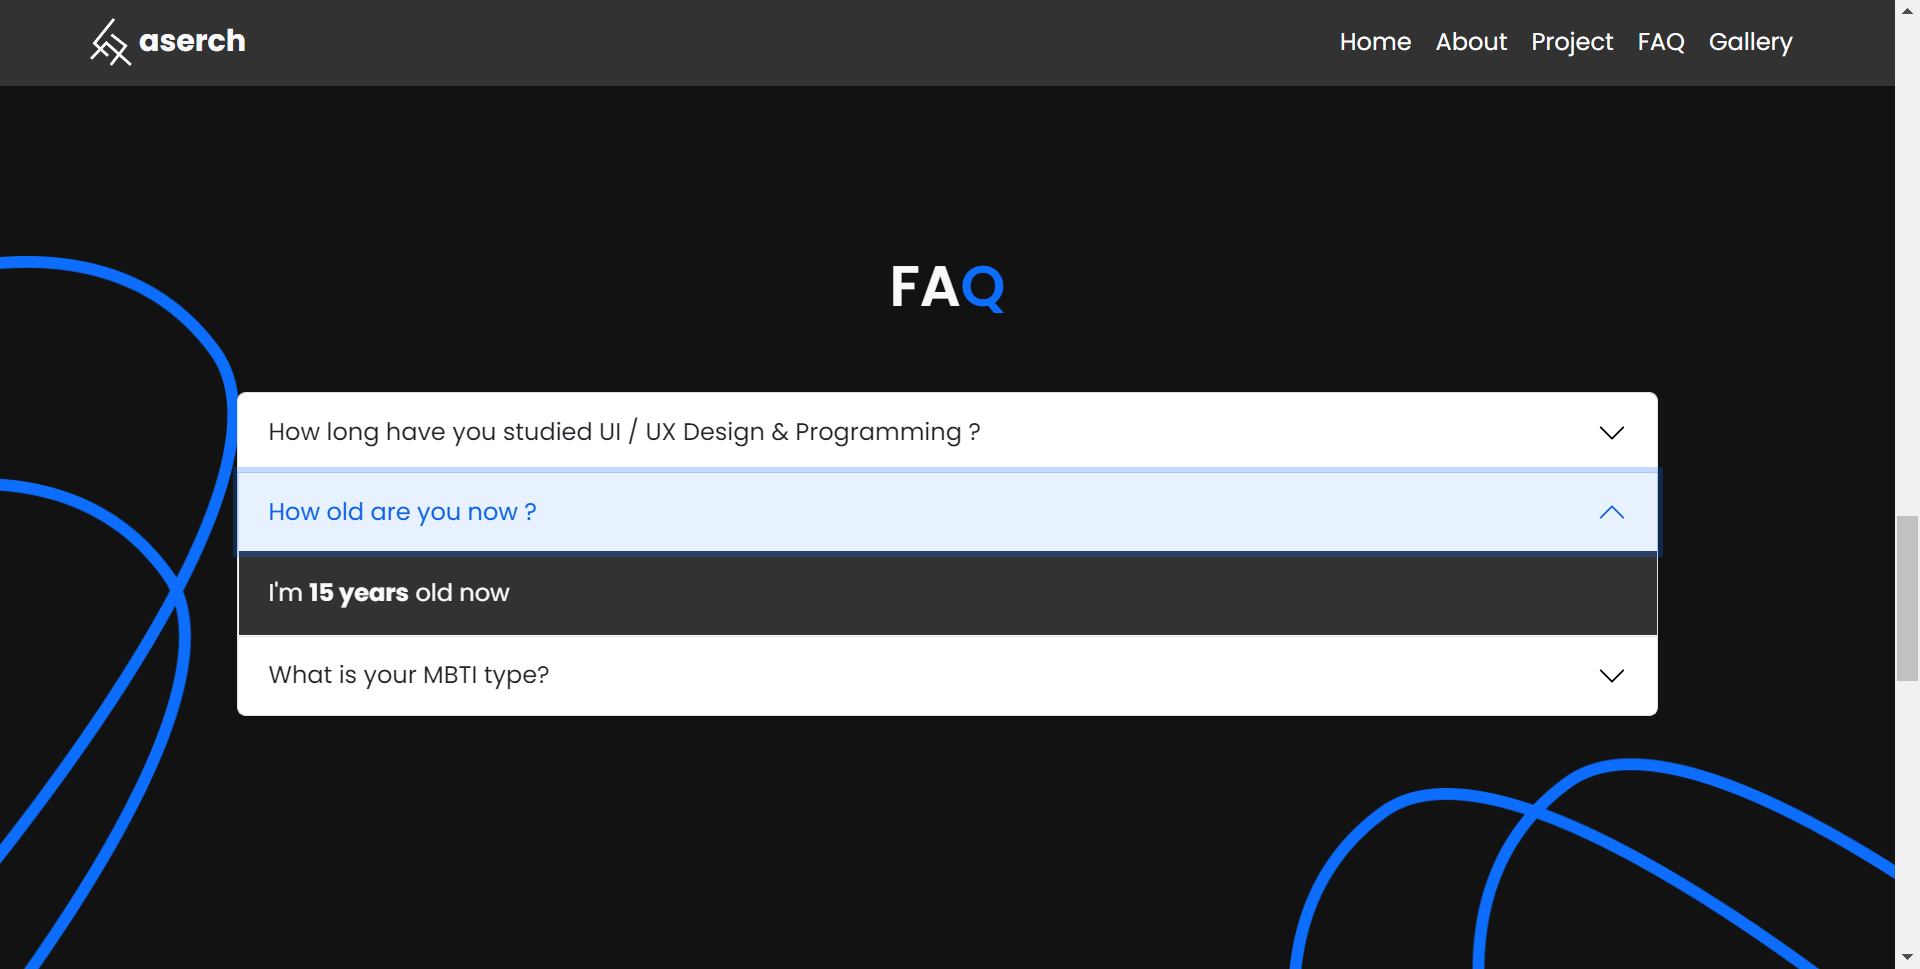 aserch
Home About Project FAQ Gallery
FAQ
How long have you studied UI / UX Design & Programming ?
How old are you now ?
I'm 15 years old now
What is your MBTI type?